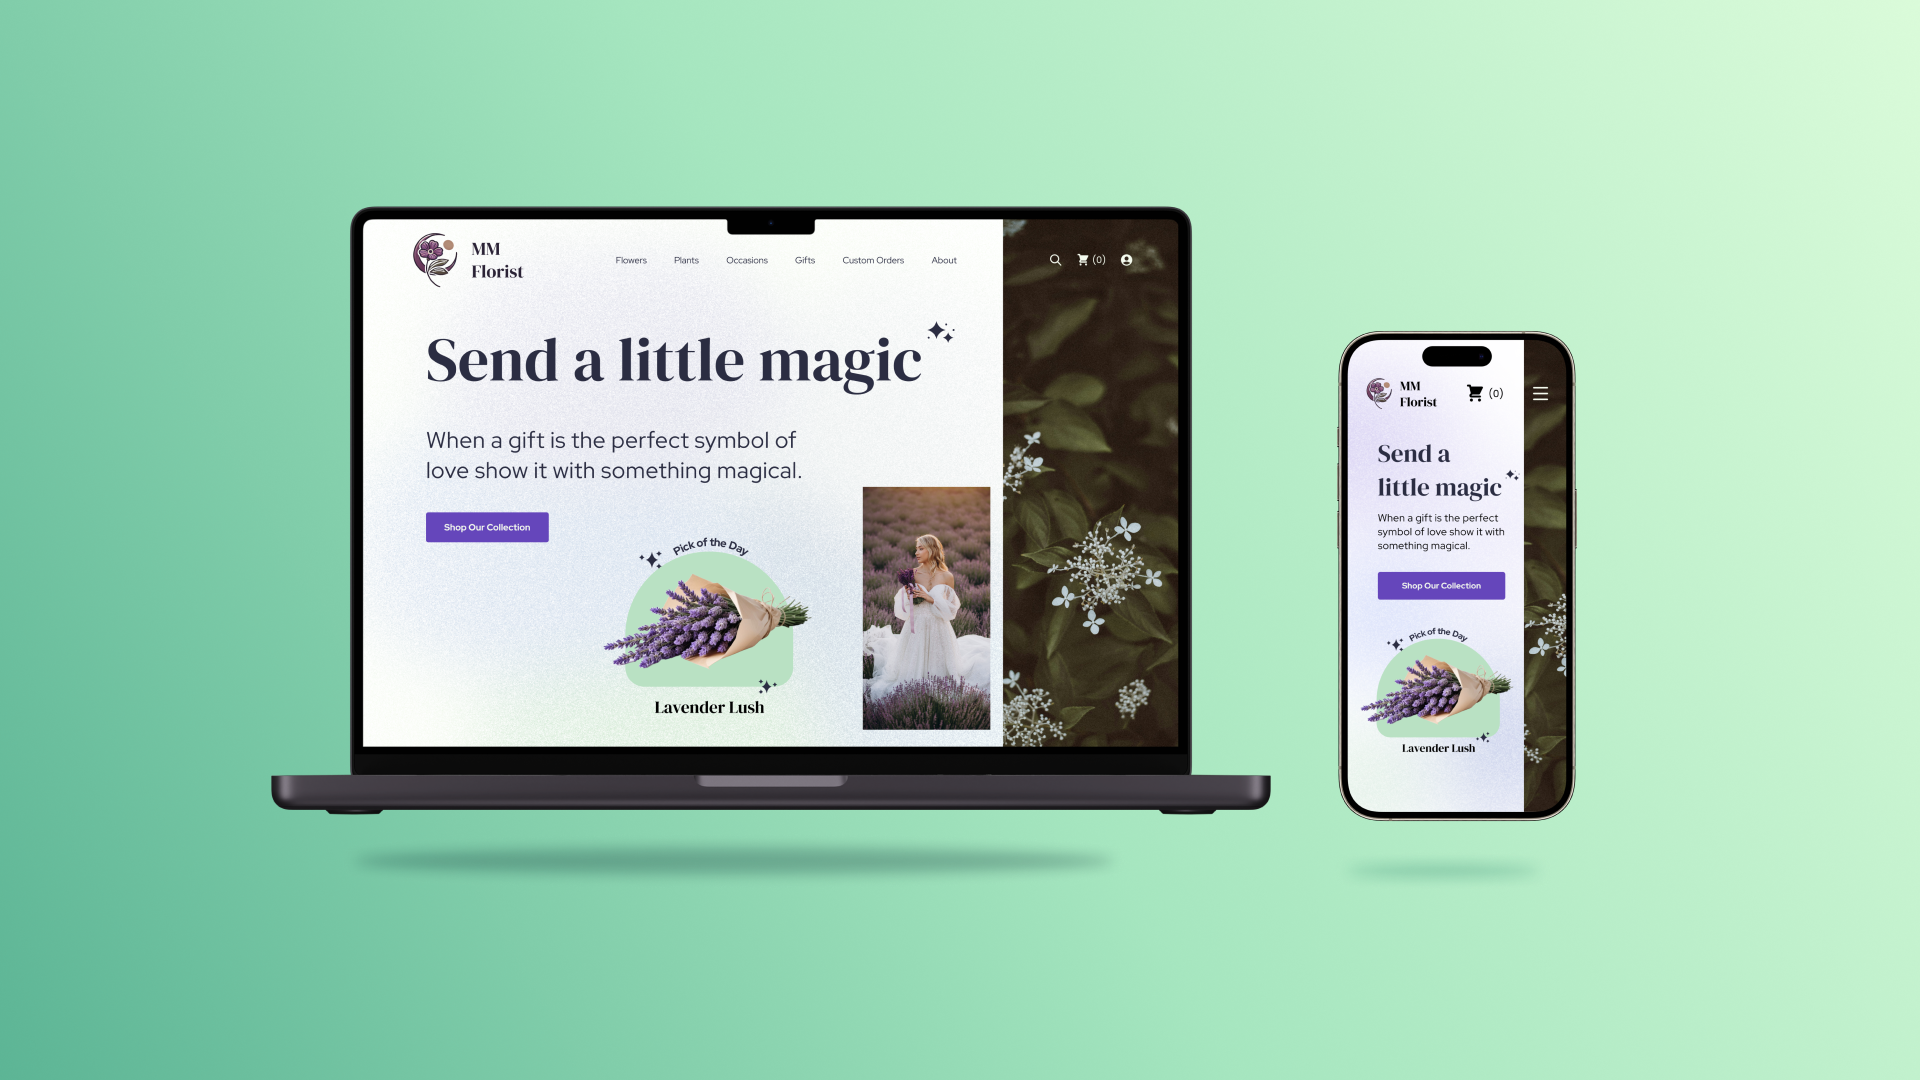 MM
Florist
Flowers Plants Occasions Gifts Custom Orders About
(0)
Send a little magic
When a gift is the perfect symbol of
love show it with something magical.
Shop Our Collection
Pick of the Day
Lavender Lush
MM
Florist
(0)
Send a
little magic
When a gift is the perfect
symbol of love show it with
something magical.
Shop Our Collection
Pick of the Day
Lavender Lush